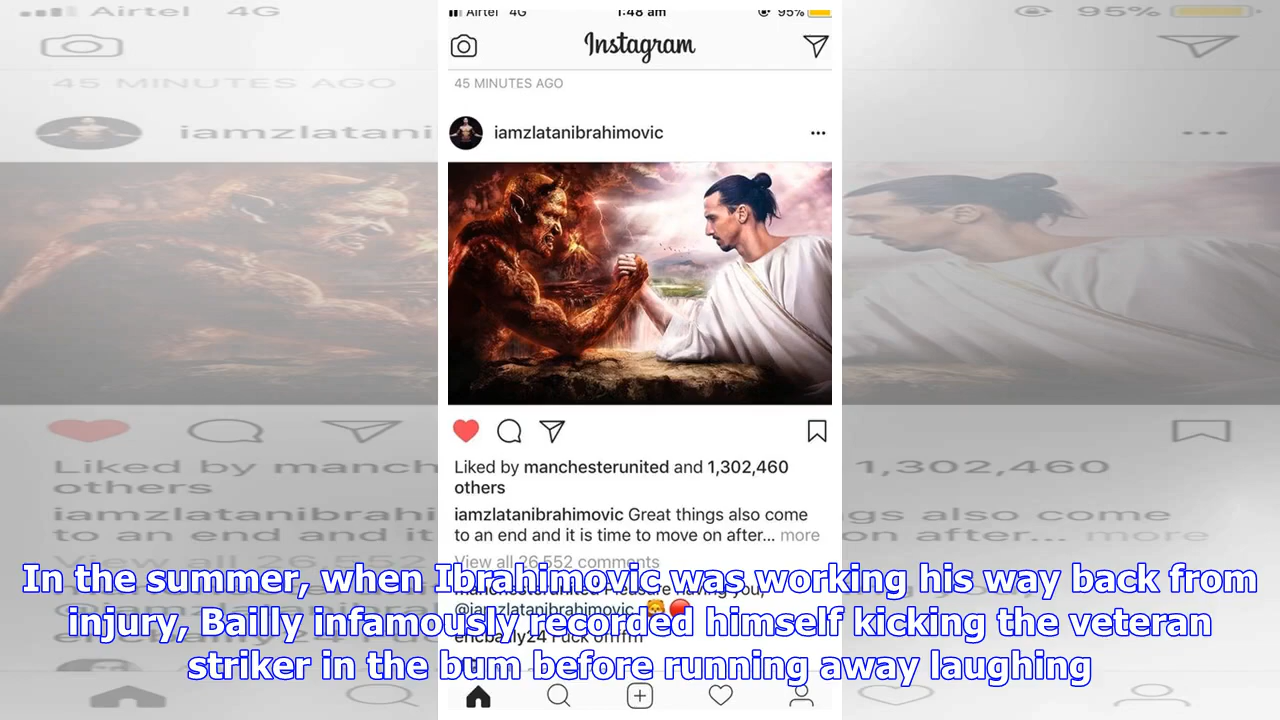 Airtel 4G
1:48 am
95%
Instagram
45 MINUTES AGO
iamzlatanibrahimovic
Liked by manchesterunited and 1,302,460
others
iamzlatanibrahimovic Great things also come
to an end and it is time to move on after... more
View all 26,552 comments
manchesterunited
@iamzlatanibrahimovic
ericbailly24
In the summer, when Ibrahimovic was working his way back from
injury, Bailly infamously recorded himself kicking the veteran
striker in the bum before running away laughing